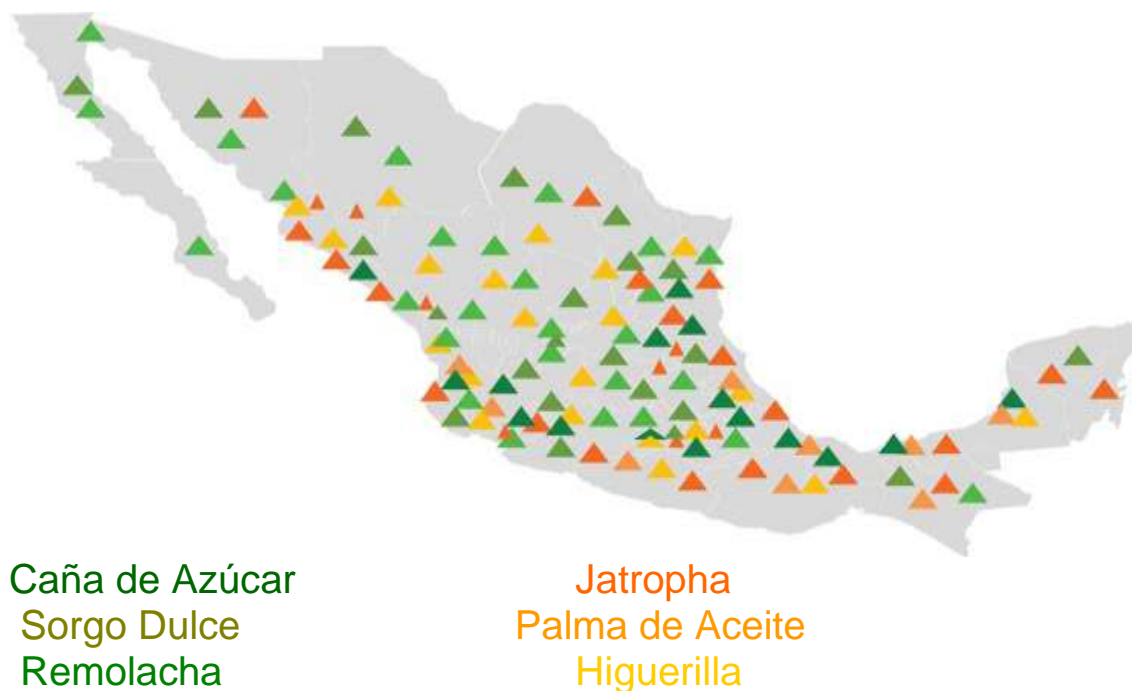 Caña de Azúcar
Sorgo Dulce
Remolacha
Jatropha
Palma de Aceite
Higuerilla